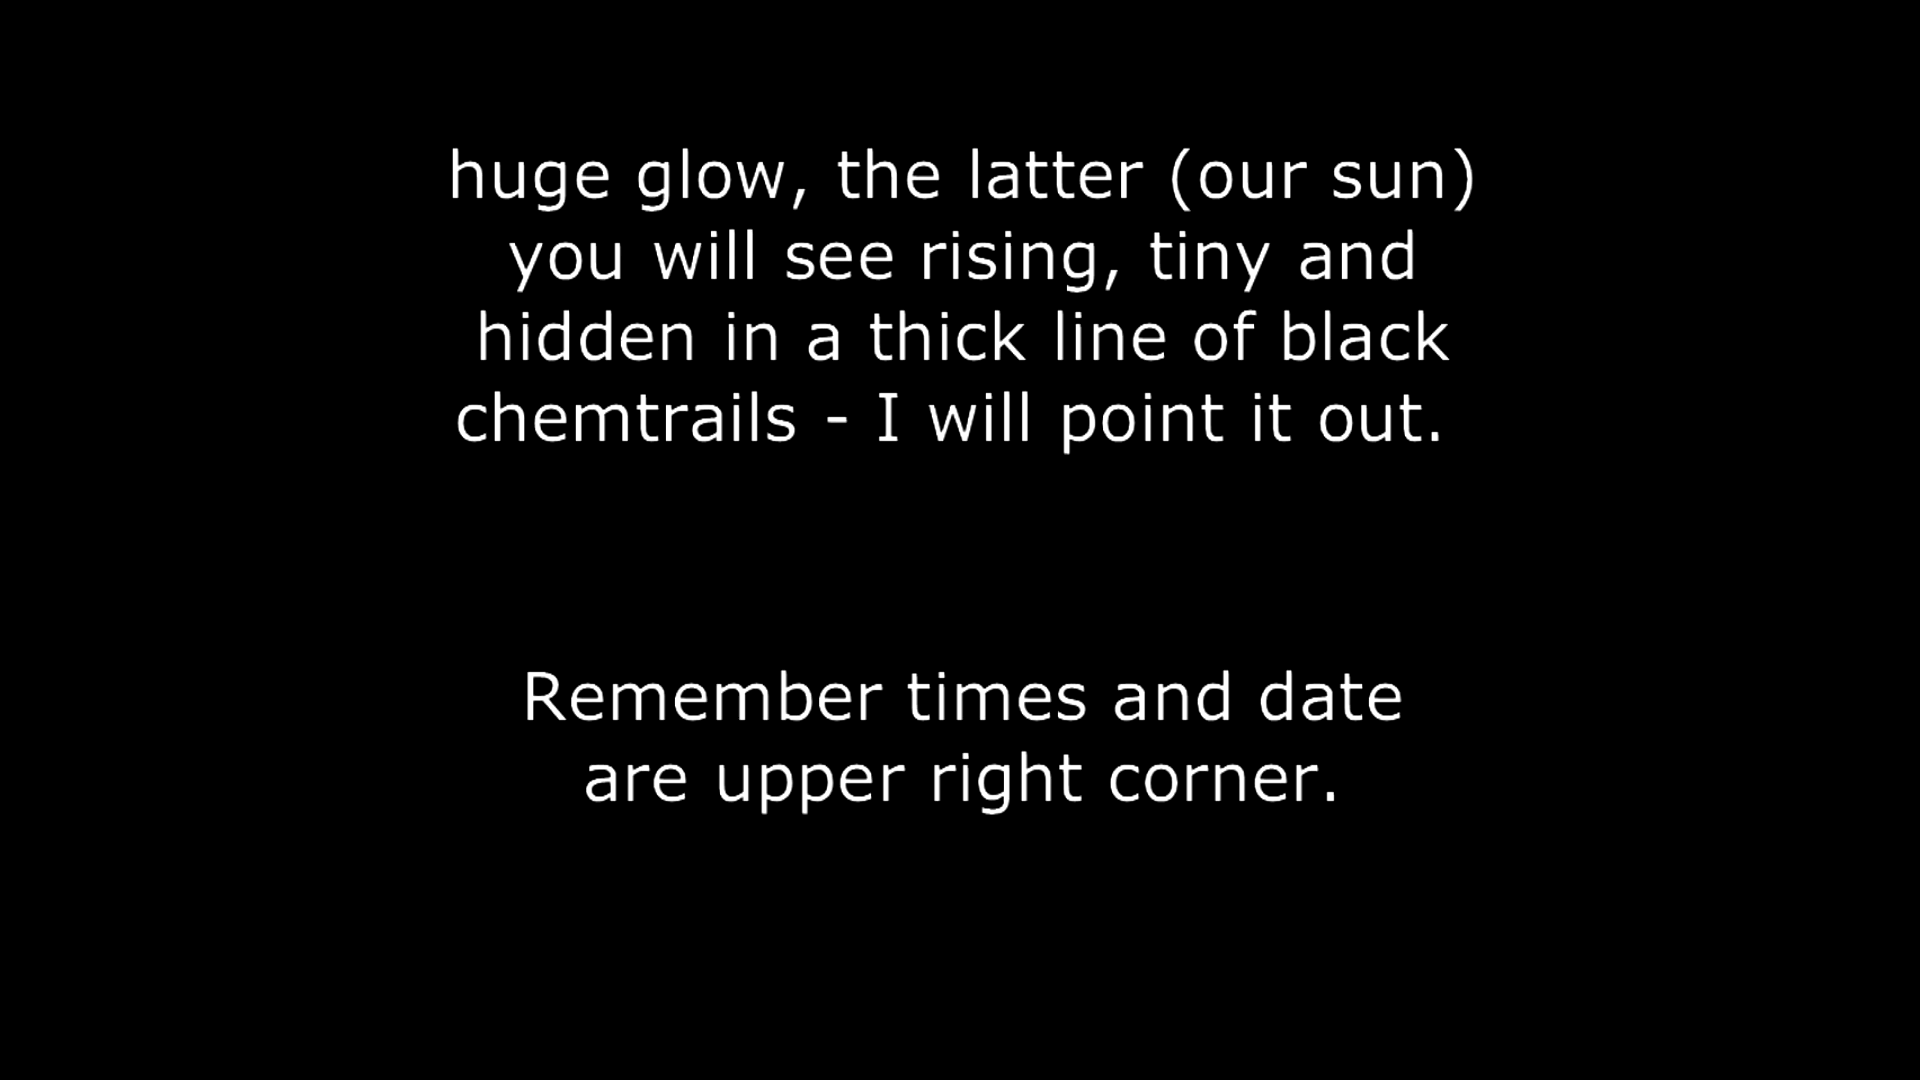 huge glow, the latter (our sun)
you will see rising, tiny and
hidden in a thick line of black
chemtrails - I will point it out.
Remember times and date
are upper right corner.